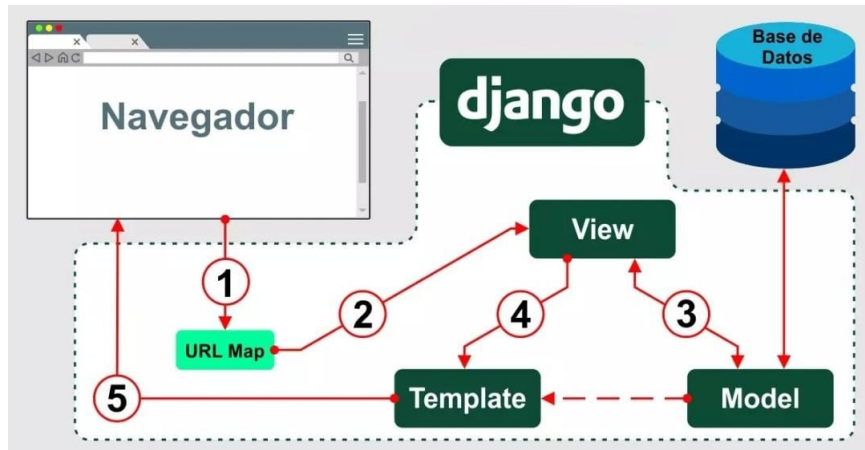 Navegador
django
Base de
Datos
View
1
2
4
3
URL Map
5
Template
Model